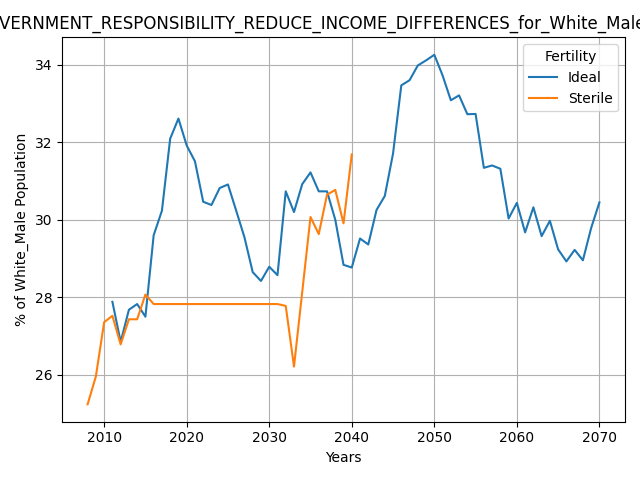 VERNMENT_RESPONSIBILITY_REDUCE_INCOME_DIFFERENCES_for_White_Male
Fertility
Ideal
Sterile
% of White_Male Population
34
32
30
28
26
2010 2020 2030 2040 2050 2060 2070
Years